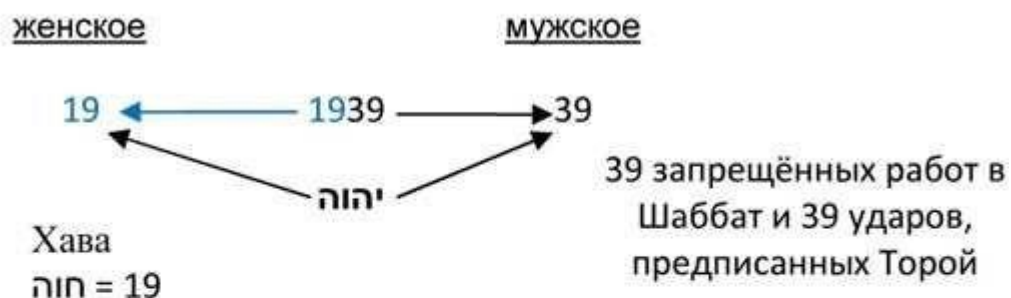 женское
мужское
19
1939
39
יהוה
39 запрещённых работ в
Шаббат и 39 ударов,
предписанных Торой
Хава
חוה = 19